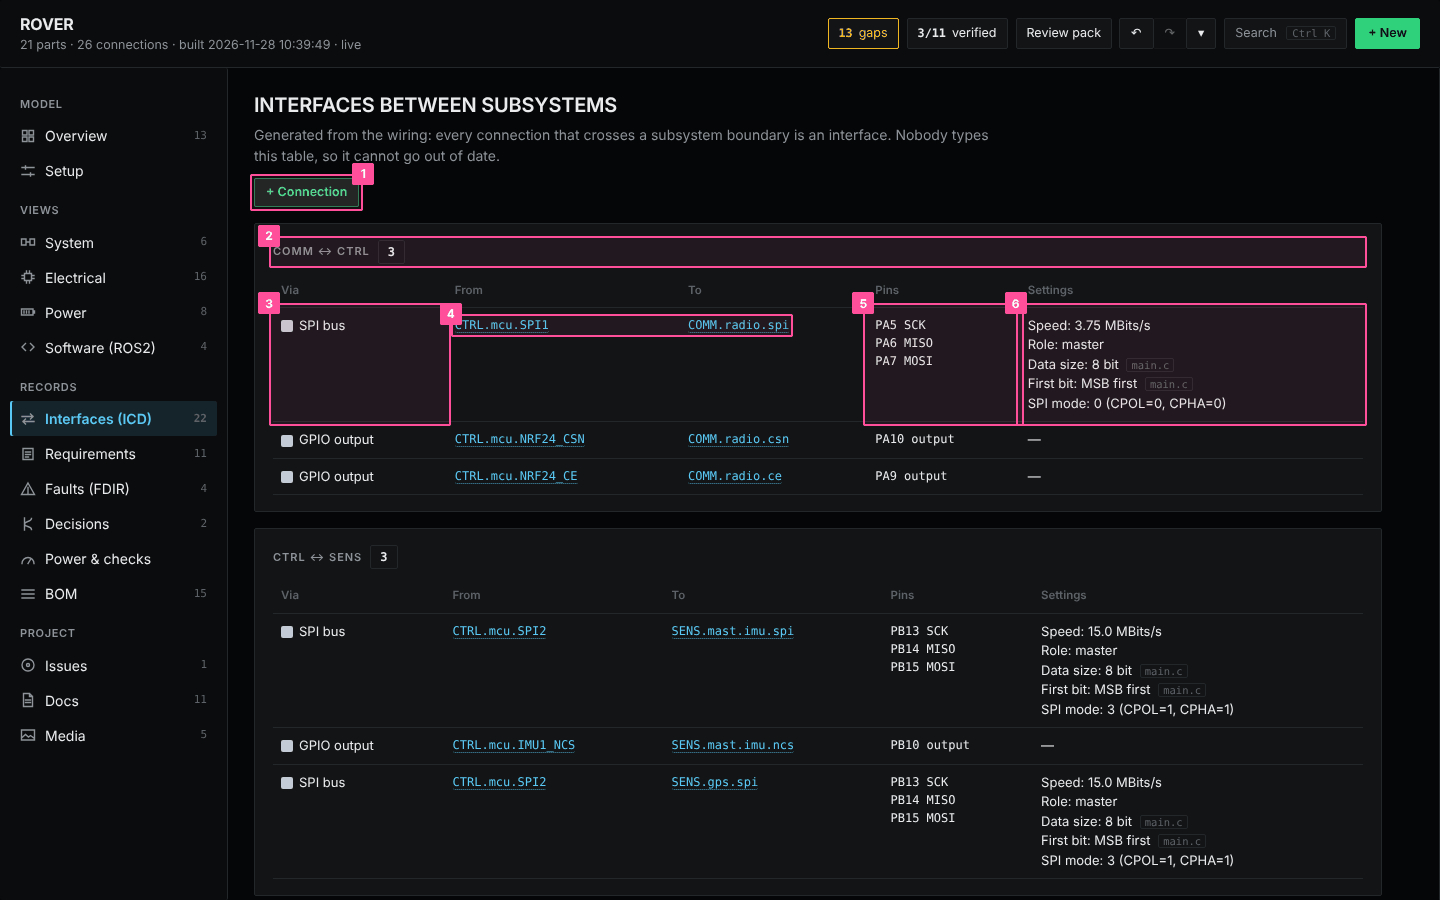 ROVER
21 parts · 26 connections · built 2026-11-28 10:39:49 · live
13 gaps
3/11 verified
Review pack
Search Ctrl K
+ New
MODEL
Overview 13
Setup
VIEWS
System 6
Electrical 16
Power 8
Software (ROS2) 4
RECORDS
Interfaces (ICD) 22
Requirements 11
Faults (FDIR) 4
Decisions 2
Power & checks
BOM 15
PROJECT
Issues 1
Docs 11
Media 5
INTERFACES BETWEEN SUBSYSTEMS
Generated from the wiring: every connection that crosses a subsystem boundary is an interface. Nobody types
this table, so it cannot go out of date.
1
+ Connection
2
COMM ↔ CTRL 3
Via From To Pins Settings
3 4 5 6
SPI bus CTRL.mcu.SPI1 COMM.radio.spi PA5 SCK Speed: 3.75 MBits/s
PA6 MISO Role: master
PA7 MOSI Data size: 8 bit main.c
First bit: MSB first main.c
SPI mode: 0 (CPOL=0, CPHA=0)
GPIO output CTRL.mcu.NRF24_CSN COMM.radio.csn PA10 output —
GPIO output CTRL.mcu.NRF24_CE COMM.radio.ce PA9 output —
CTRL ↔ SENS 3
Via From To Pins Settings
SPI bus CTRL.mcu.SPI2 SENS.mast.imu.spi PB13 SCK Speed: 15.0 MBits/s
PB14 MISO Role: master
PB15 MOSI Data size: 8 bit main.c
First bit: MSB first main.c
SPI mode: 3 (CPOL=1, CPHA=1)
GPIO output CTRL.mcu.IMU1_NCS SENS.mast.imu.ncs PB10 output —
SPI bus CTRL.mcu.SPI2 SENS.gps.spi PB13 SCK Speed: 15.0 MBits/s
PB14 MISO Role: master
PB15 MOSI Data size: 8 bit main.c
First bit: MSB first main.c
SPI mode: 3 (CPOL=1, CPHA=1)